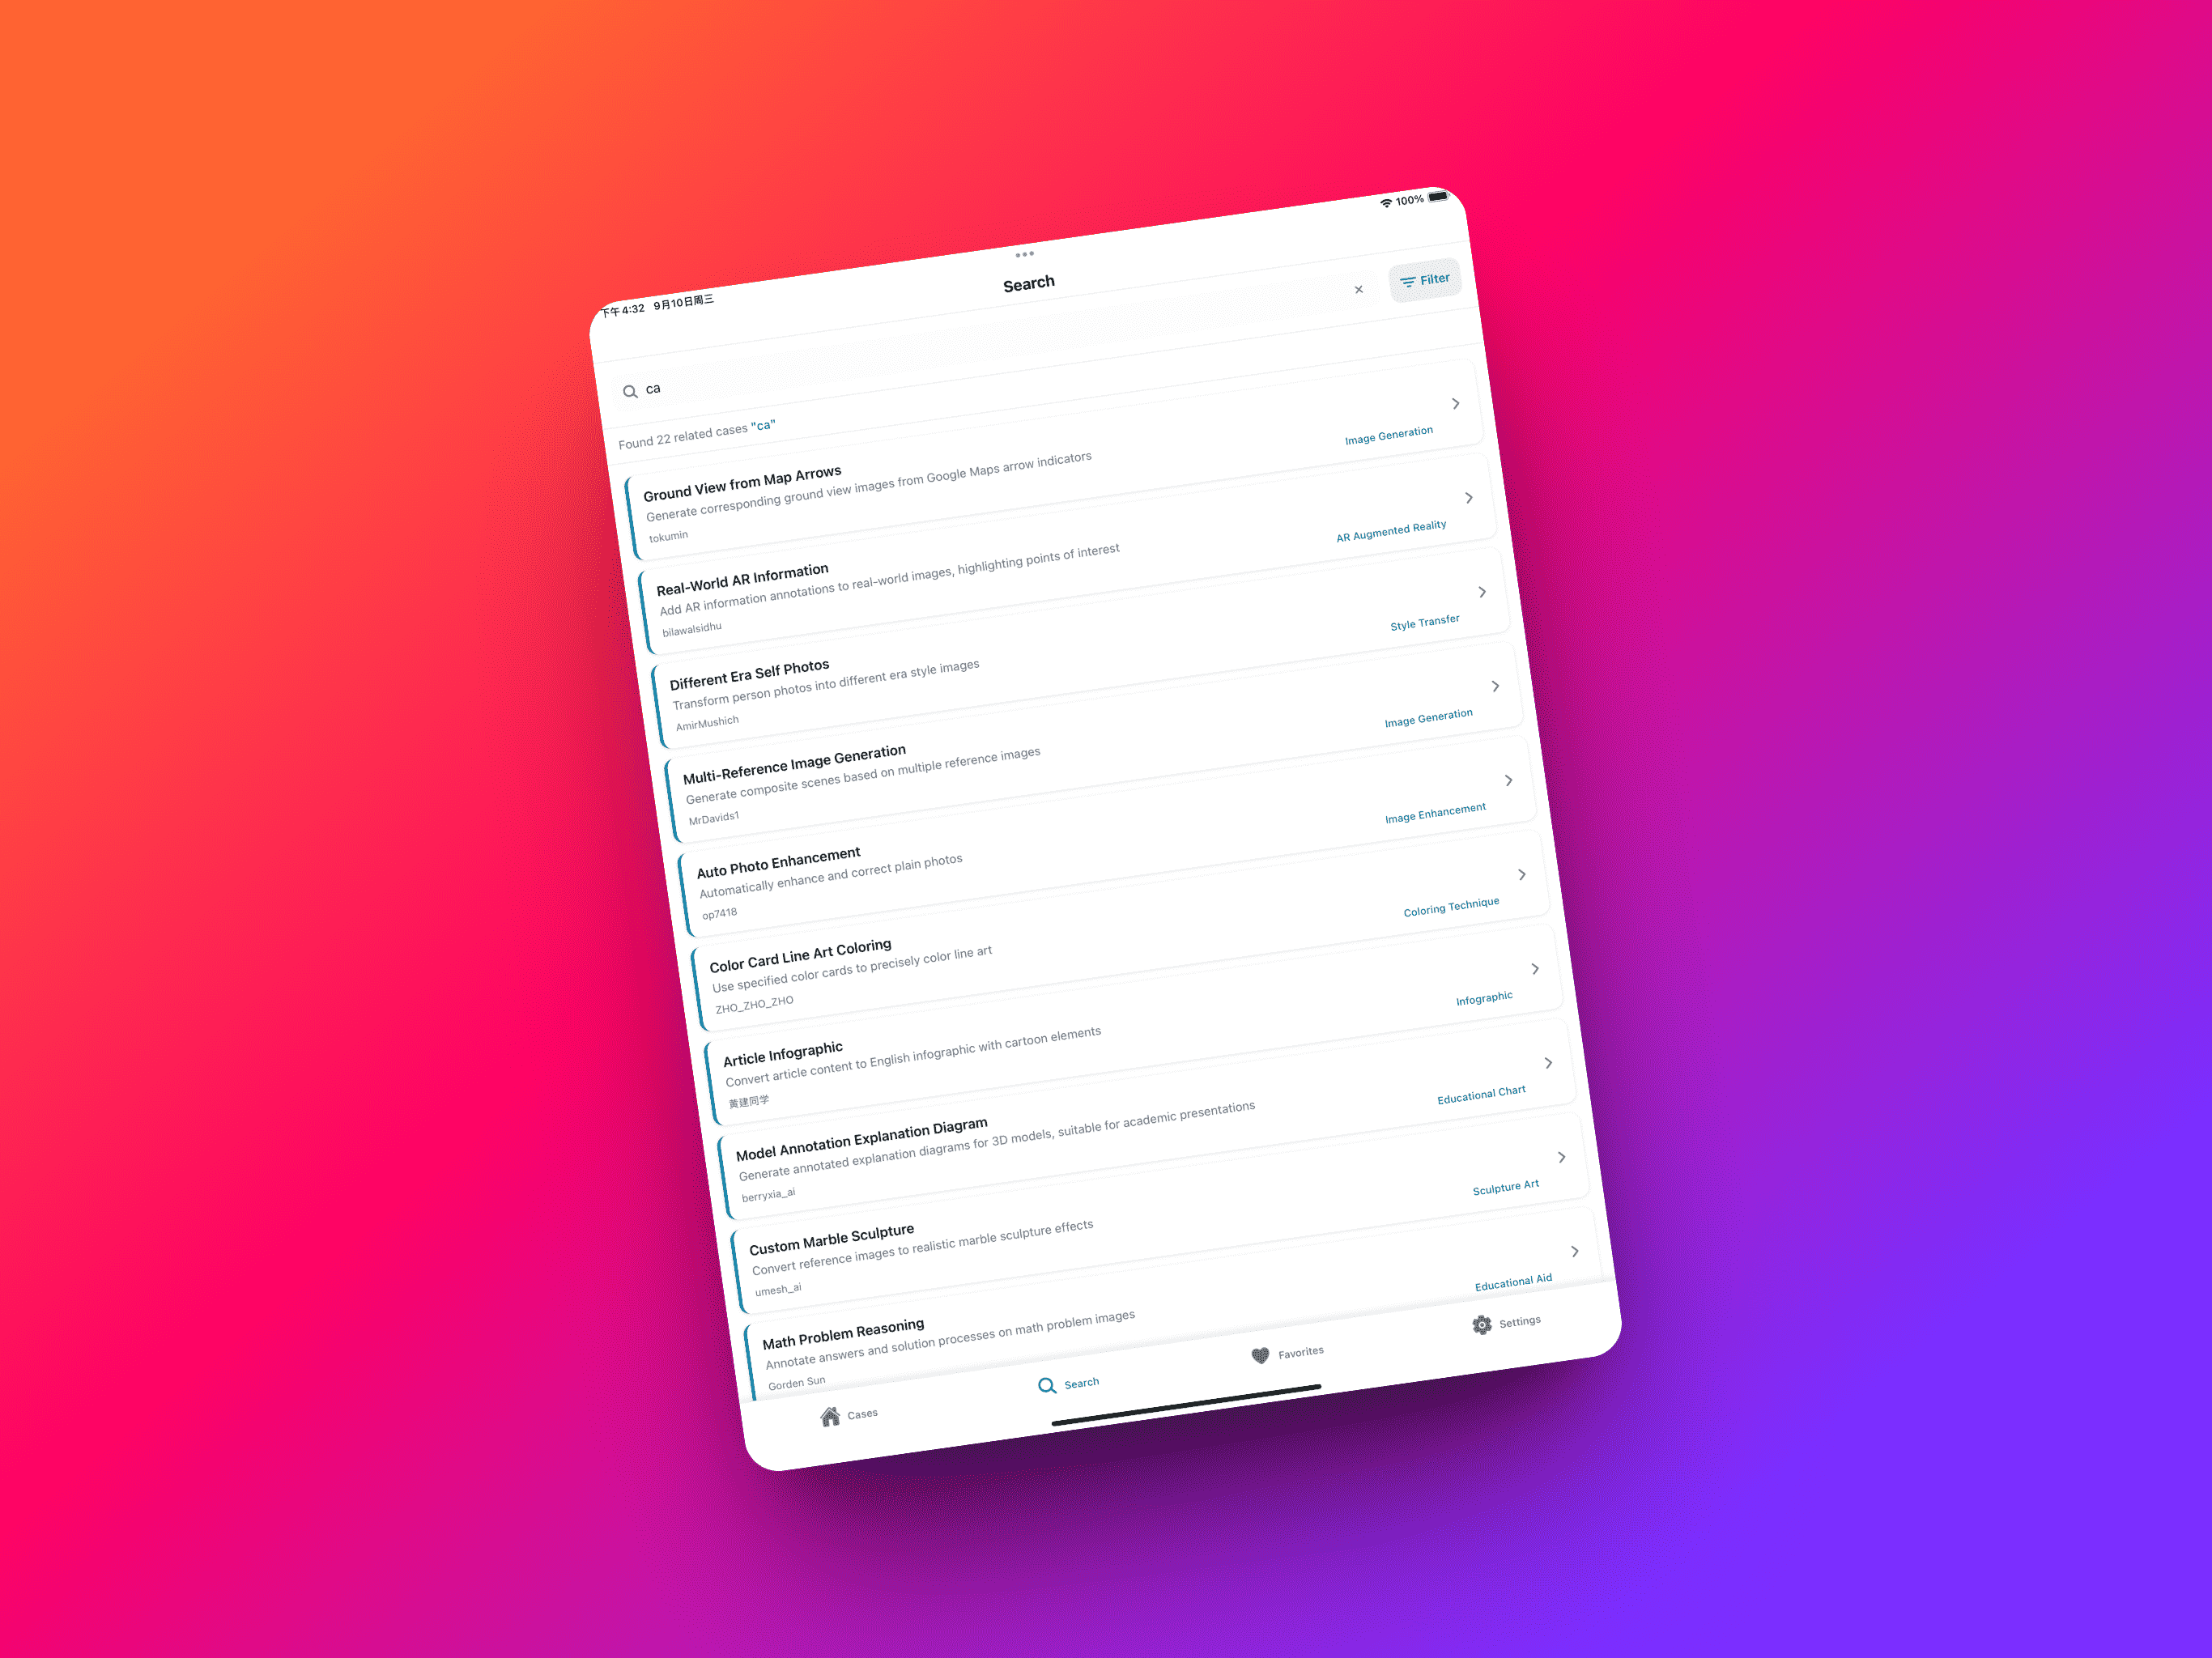 下午4:32 9月10日周三
100%
Search
ca
×
Filter
Found 22 related cases "ca"
Ground View from Map Arrows
Generate corresponding ground view images from Google Maps arrow indicators
tokumin
Image Generation
Real-World AR Information
Add AR information annotations to real-world images, highlighting points of interest
bilawalsidhu
AR Augmented Reality
Different Era Self Photos
Transform person photos into different era style images
AmirMushich
Style Transfer
Multi-Reference Image Generation
Generate composite scenes based on multiple reference images
MrDavids1
Image Generation
Auto Photo Enhancement
Automatically enhance and correct plain photos
op7418
Image Enhancement
Color Card Line Art Coloring
Use specified color cards to precisely color line art
ZHO_ZHO_ZHO
Coloring Technique
Article Infographic
Convert article content to English infographic with cartoon elements
黄建同学
Infographic
Model Annotation Explanation Diagram
Generate annotated explanation diagrams for 3D models, suitable for academic presentations
berryxia_ai
Educational Chart
Custom Marble Sculpture
Convert reference images to realistic marble sculpture effects
umesh_ai
Sculpture Art
Math Problem Reasoning
Annotate answers and solution processes on math problem images
Gorden Sun
Educational Aid
Cases
Search
Favorites
Settings